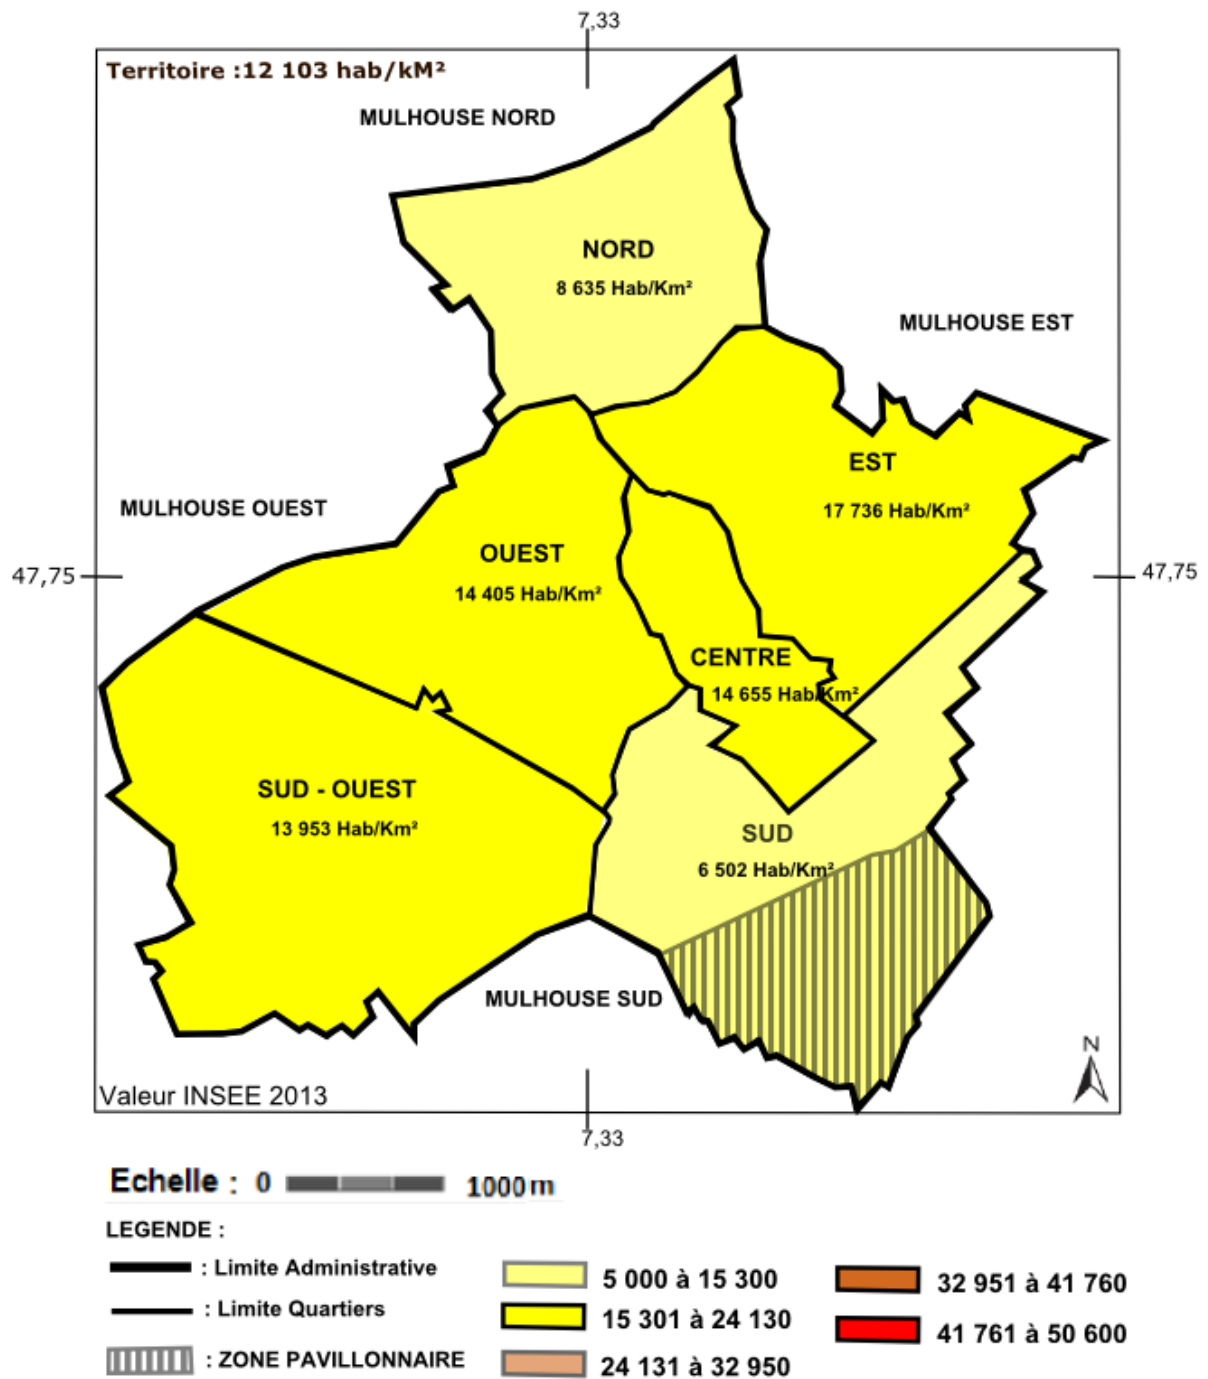 7,33
Territoire :12 103 hab/kM²
MULHOUSE NORD
NORD
8 635 Hab/Km²
MULHOUSE EST
EST
17 736 Hab/Km²
MULHOUSE OUEST
OUEST
14 405 Hab/Km²
47,75
47,75
CENTRE
14 655 Hab/Km²
SUD - OUEST
13 953 Hab/Km²
SUD
6 502 Hab/Km²
MULHOUSE SUD
N
Valeur INSEE 2013
7,33
Echelle : 0 1000 m
LEGENDE :
: Limite Administrative
: Limite Quartiers
: ZONE PAVILLONNAIRE
5 000 à 15 300
15 301 à 24 130
24 131 à 32 950
32 951 à 41 760
41 761 à 50 600